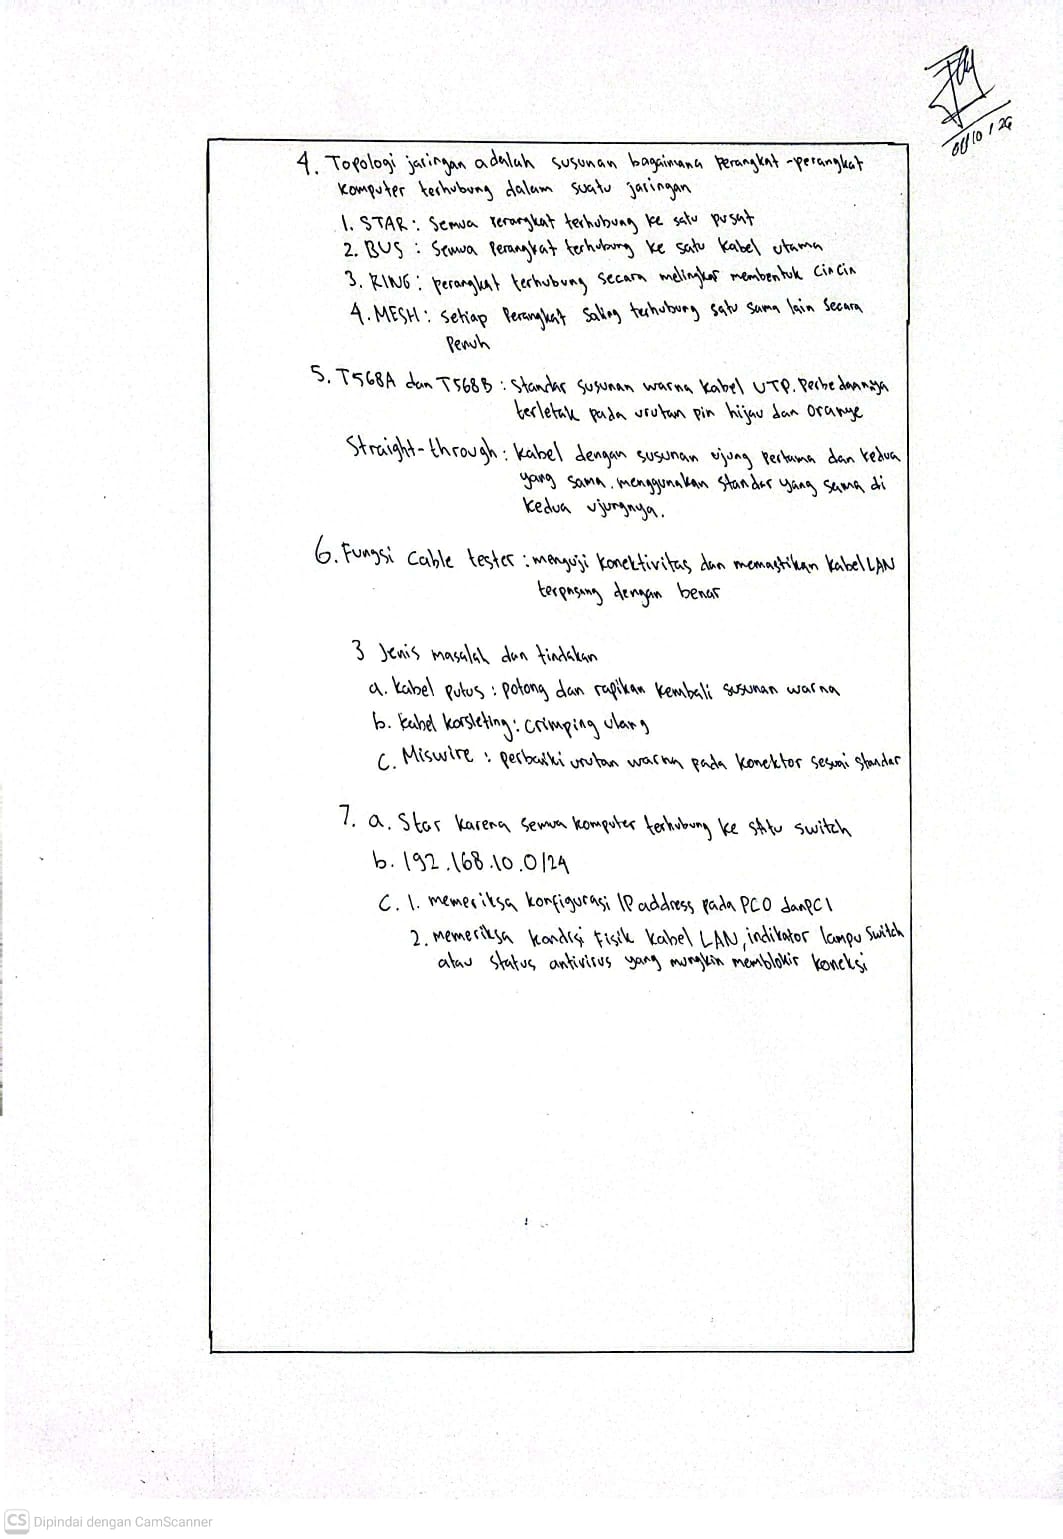 08/10/26
4. Topologi jaringan adalah susunan bagaimana perangkat-perangkat
komputer terhubung dalam suatu jaringan
1. STAR : Semua perangkat terhubung ke satu pusat
2. BUS : Semua perangkat terhubung ke satu kabel utama
3. RING : perangkat terhubung secara melingkar membentuk cincin
4. MESH : setiap perangkat saling terhubung satu sama lain secara
penuh
5. T568A dan T568B : Standar susunan warna kabel UTP. Perbedaannya
terletak pada urutan pin hijau dan oranye
Straight-through : kabel dengan susunan ujung pertama dan kedua
yang sama. menggunakan standar yang sama di
kedua ujungnya.
6. Fungsi cable tester : menguji konektivitas dan memastikan kabel LAN
terpasang dengan benar
3 Jenis masalah dan tindakan
a. kabel putus : potong dan rapikan kembali susunan warna
b. kabel korsleting : crimping ulang
c. Miswire : perbaiki urutan warna pada konektor sesuai standar
7. a. Star karena semua komputer terhubung ke satu switch
b. 192.168.10.0/24
c. 1. memeriksa konfigurasi IP address pada PC0 dan PC1
2. memeriksa kondisi fisik kabel LAN, indikator lampu switch
atau status antivirus yang mungkin memblokir koneksi
CS Dipindai dengan CamScanner